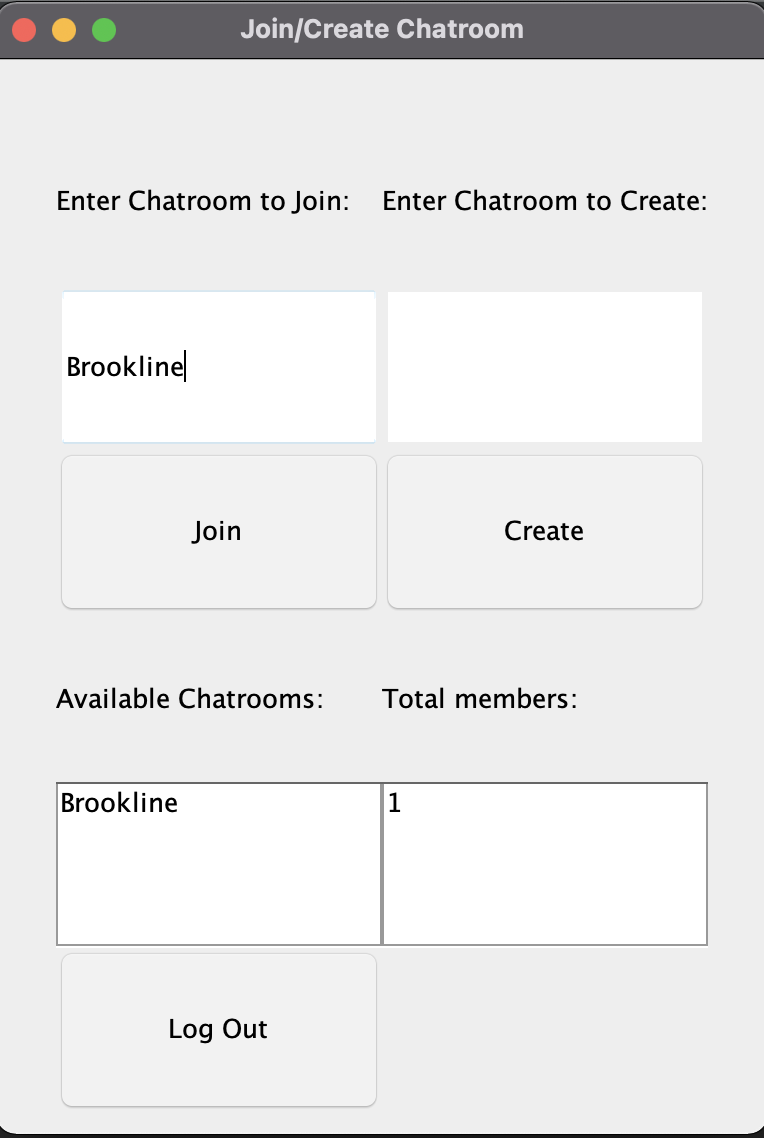 Join/Create Chatroom
Enter Chatroom to Join: Enter Chatroom to Create:
Brookline
Join Create
Available Chatrooms: Total members:
Brookline 1
Log Out